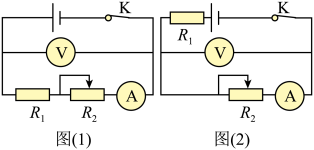 K K
R₁
V V
R₁ R₂ A R₂ A
图(1) 图(2)